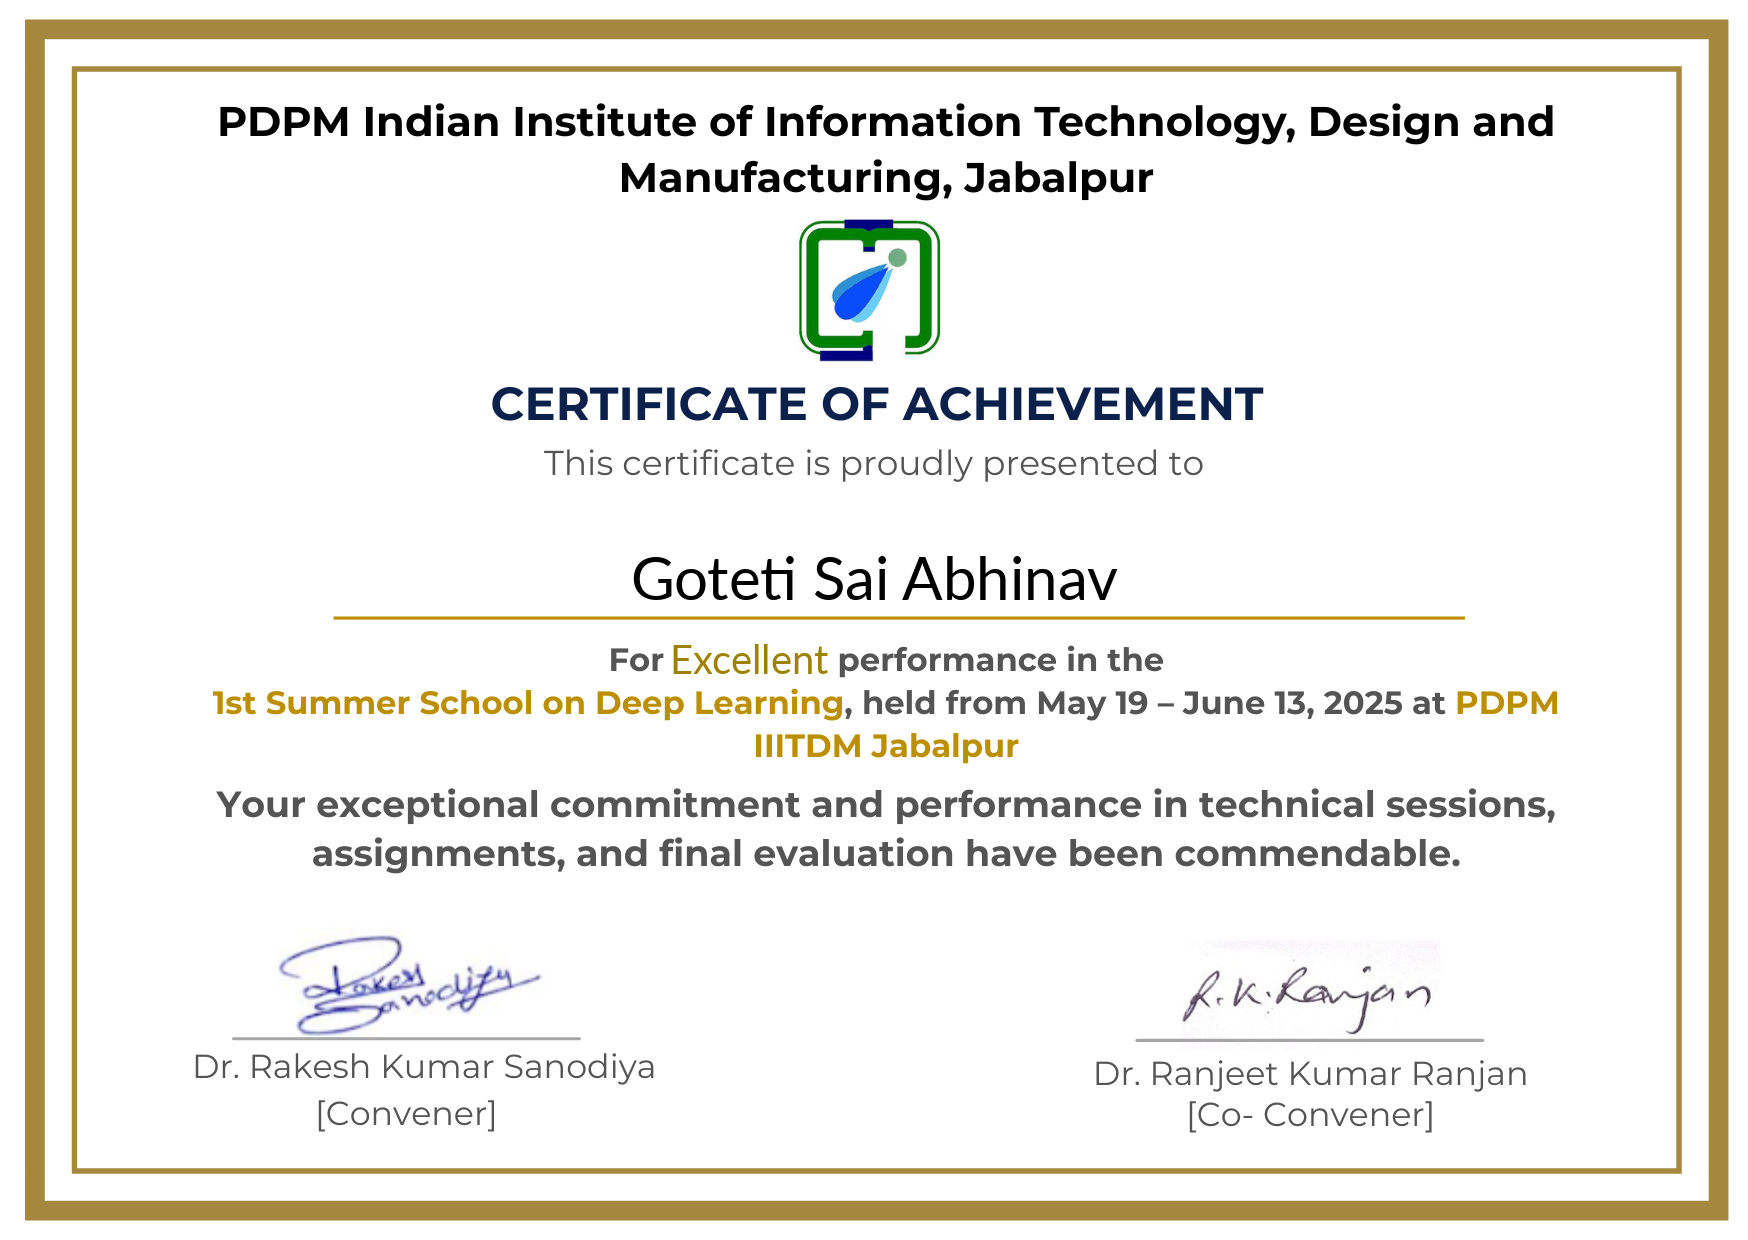 PDPM Indian Institute of Information Technology, Design and
Manufacturing, Jabalpur
CERTIFICATE OF ACHIEVEMENT
This certificate is proudly presented to
Goteti Sai Abhinav
For Excellent performance in the
1st Summer School on Deep Learning, held from May 19 – June 13, 2025 at PDPM
IIITDM Jabalpur
Your exceptional commitment and performance in technical sessions,
assignments, and final evaluation have been commendable.
Rakesh
Sanodiya
R.K.Ranjan
Dr. Rakesh Kumar Sanodiya
[Convener]
Dr. Ranjeet Kumar Ranjan
[Co- Convener]